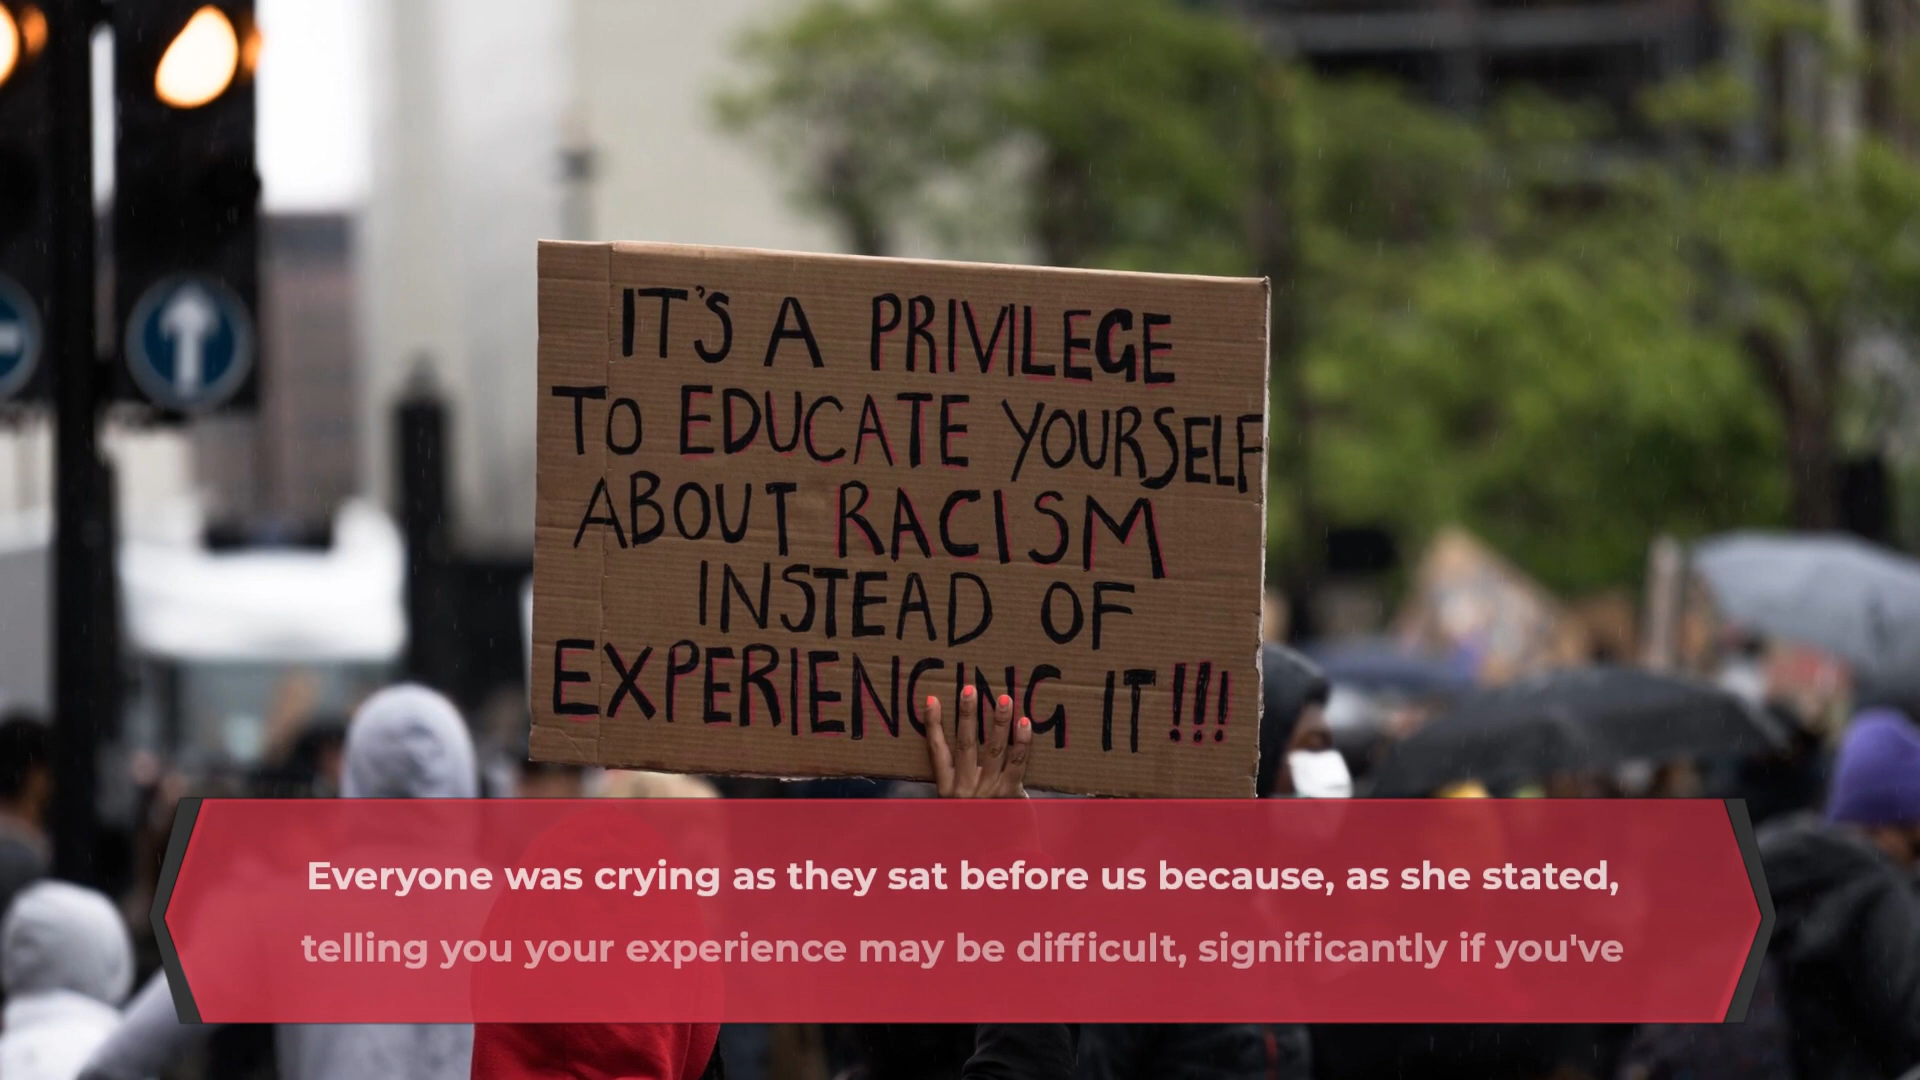 IT'S A PRIVILEGE
TO EDUCATE YOURSELF
ABOUT RACISM
INSTEAD OF
EXPERIENCING IT!!!
Everyone was crying as they sat before us because, as she stated,
telling you your experience may be difficult, significantly if you've